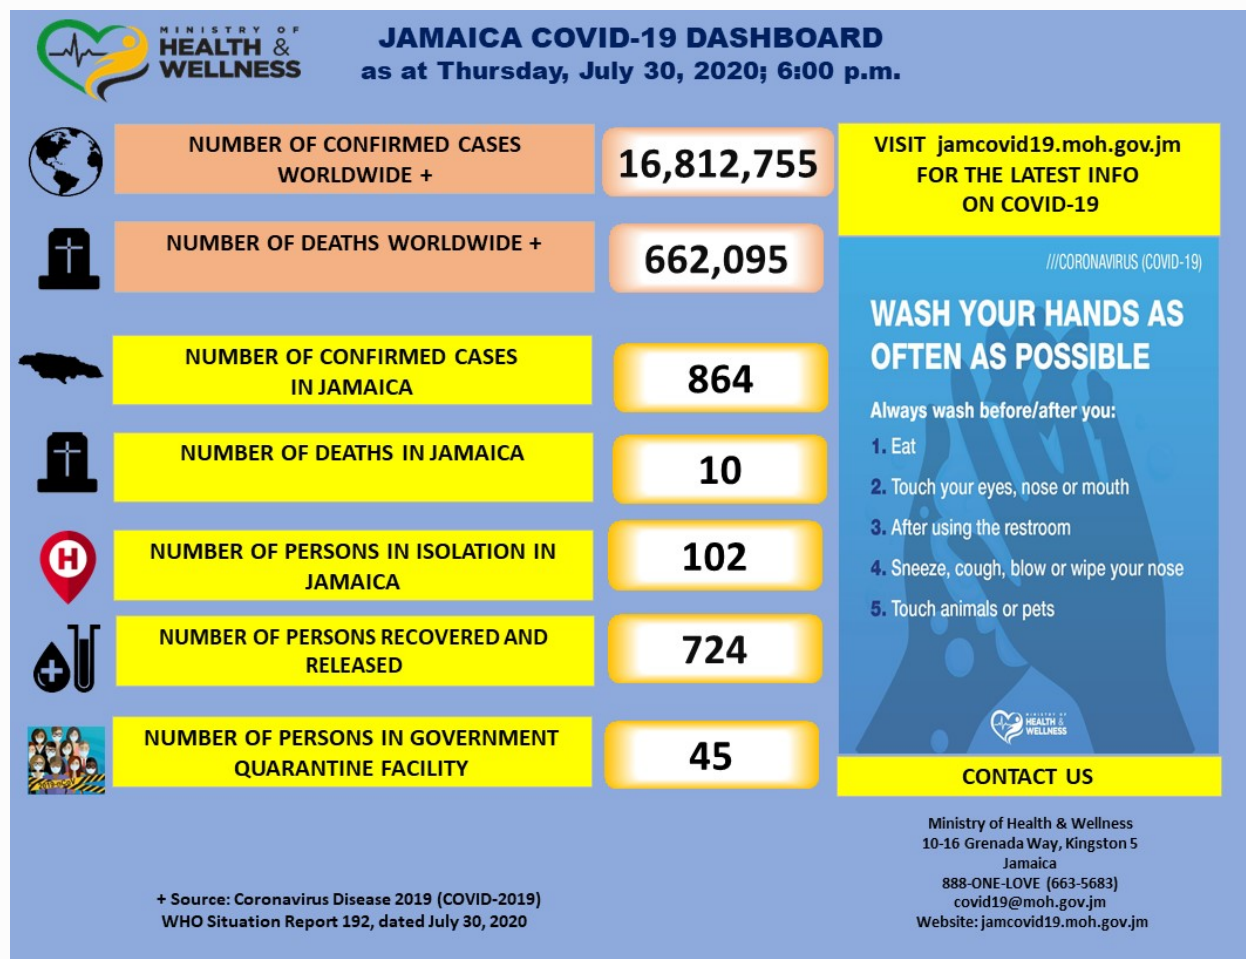 MINISTRY OF
HEALTH &
WELLNESS
JAMAICA COVID-19 DASHBOARD
as at Thursday, July 30, 2020; 6:00 p.m.
NUMBER OF CONFIRMED CASES
WORLDWIDE +
16,812,755
NUMBER OF DEATHS WORLDWIDE +
662,095
NUMBER OF CONFIRMED CASES
IN JAMAICA
864
NUMBER OF DEATHS IN JAMAICA
10
H
NUMBER OF PERSONS IN ISOLATION IN
JAMAICA
102
NUMBER OF PERSONS RECOVERED AND
RELEASED
724
NUMBER OF PERSONS IN GOVERNMENT
QUARANTINE FACILITY
45
+ Source: Coronavirus Disease 2019 (COVID-2019)
WHO Situation Report 192, dated July 30, 2020
VISIT jamcovid19.moh.gov.jm
FOR THE LATEST INFO
ON COVID-19
///CORONAVIRUS (COVID-19)
WASH YOUR HANDS AS
OFTEN AS POSSIBLE
Always wash before/after you:
1. Eat
2. Touch your eyes, nose or mouth
3. After using the restroom
4. Sneeze, cough, blow or wipe your nose
5. Touch animals or pets
MINISTRY OF
HEALTH &
WELLNESS
CONTACT US
Ministry of Health & Wellness
10-16 Grenada Way, Kingston 5
Jamaica
888-ONE-LOVE (663-5683)
covid19@moh.gov.jm
Website: jamcovid19.moh.gov.jm